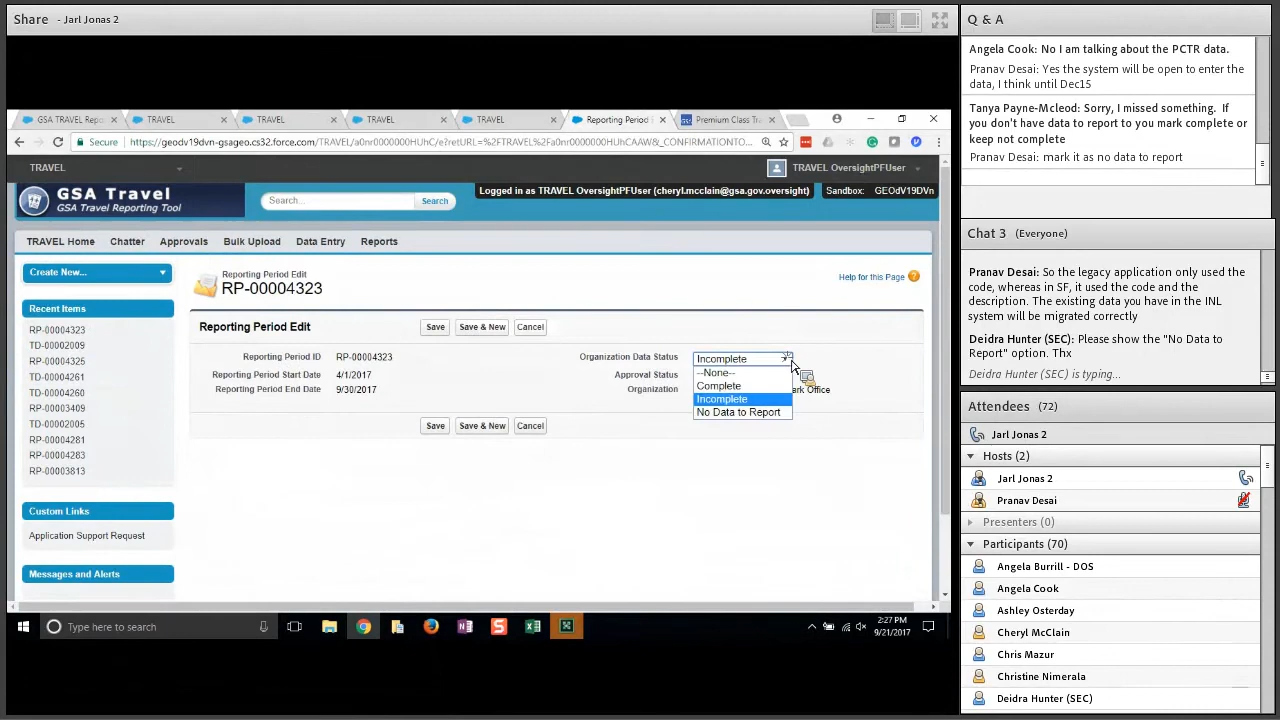 Share - Jarl Jonas 2
GSA TRAVEL Repo
TRAVEL
TRAVEL
TRAVEL
TRAVEL
Reporting Period
Premium Class Tra
Secure
https://geodv19dvn-gsageo.cs32.force.com/TRAVEL/a0nr0000000HUhC/e?retURL=%2FTRAVEL%2Fa0nr0000000HUhCAAW&_CONFIRMATIONTO...
TRAVEL
TRAVEL OversightPFUser
GSA Travel
GSA Travel Reporting Tool
Search...
Search
Logged in as TRAVEL OversightPFUser (cheryl.mcclain@gsa.gov.oversight)
Sandbox: GEOdV19DVn
TRAVEL Home
Chatter
Approvals
Bulk Upload
Data Entry
Reports
Create New...
Recent Items
RP-00004323
TD-00002009
RP-00004325
TD-00004261
TD-00004260
RP-00003409
TD-00002005
RP-00004281
RP-00004283
RP-00003813
Custom Links
Application Support Request
Messages and Alerts
Reporting Period Edit
RP-00004323
Help for this Page
Reporting Period Edit
Save
Save & New
Cancel
Reporting Period ID RP-00004323
Reporting Period Start Date 4/1/2017
Reporting Period End Date 9/30/2017
Organization Data Status Incomplete
Approval Status
Organization
--None--
Complete
Incomplete
No Data to Report
Office
Save
Save & New
Cancel
Type here to search
2:27 PM
9/21/2017
Q & A
Angela Cook: No I am talking about the PCTR data.
Pranav Desai: Yes the system will be open to enter the
data, I think until Dec15
Tanya Payne-Mcleod: Sorry, I missed something. If
you don't have data to report to you mark complete or
keep not complete
Pranav Desai: mark it as no data to report
Chat 3 (Everyone)
Pranav Desai: So the legacy application only used the
code, whereas in SF, it used the code and the
description. The existing data you have in the INL
system will be migrated correctly
Deidra Hunter (SEC): Please show the "No Data to
Report" option. Thx
Deidra Hunter (SEC) is typing...
Attendees (72)
Jarl Jonas 2
Hosts (2)
Jarl Jonas 2
Pranav Desai
Presenters (0)
Participants (70)
Angela Burrill - DOS
Angela Cook
Ashley Osterday
Cheryl McClain
Chris Mazur
Christine Nimerala
Deidra Hunter (SEC)